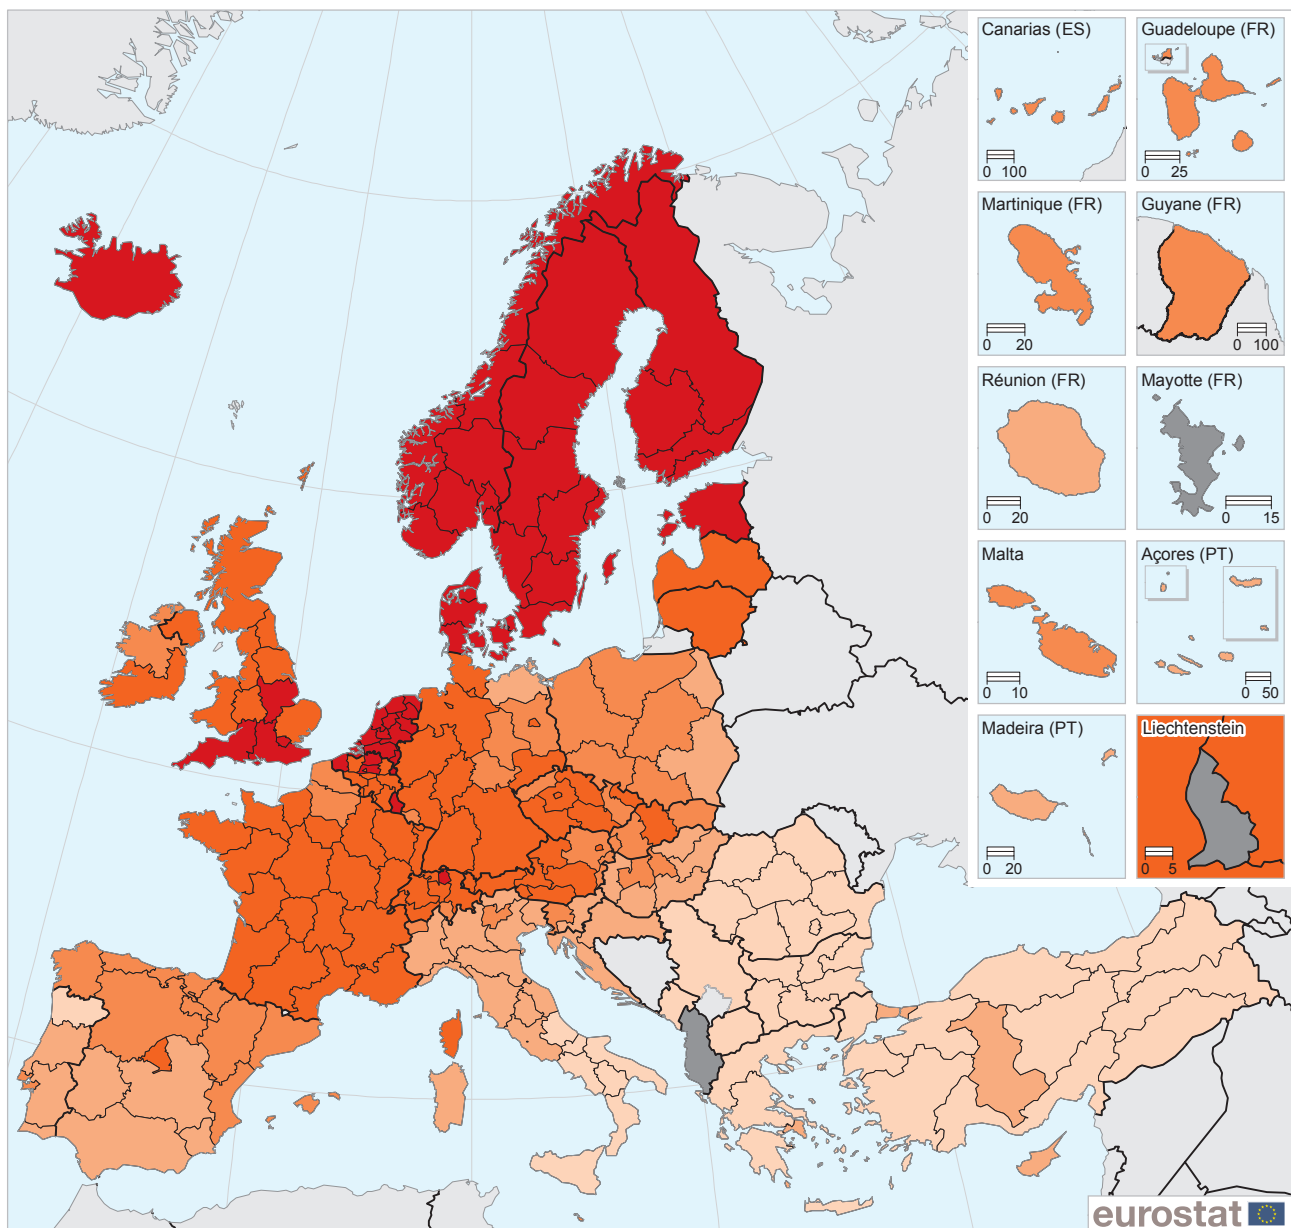 Canarias (ES)
0 100
Guadeloupe (FR)
0 25
Martinique (FR)
0 20
Guyane (FR)
0 100
Réunion (FR)
0 20
Mayotte (FR)
0 15
Malta
0 10
Açores (PT)
0 50
Madeira (PT)
0 20
Liechtenstein
0 5
eurostat